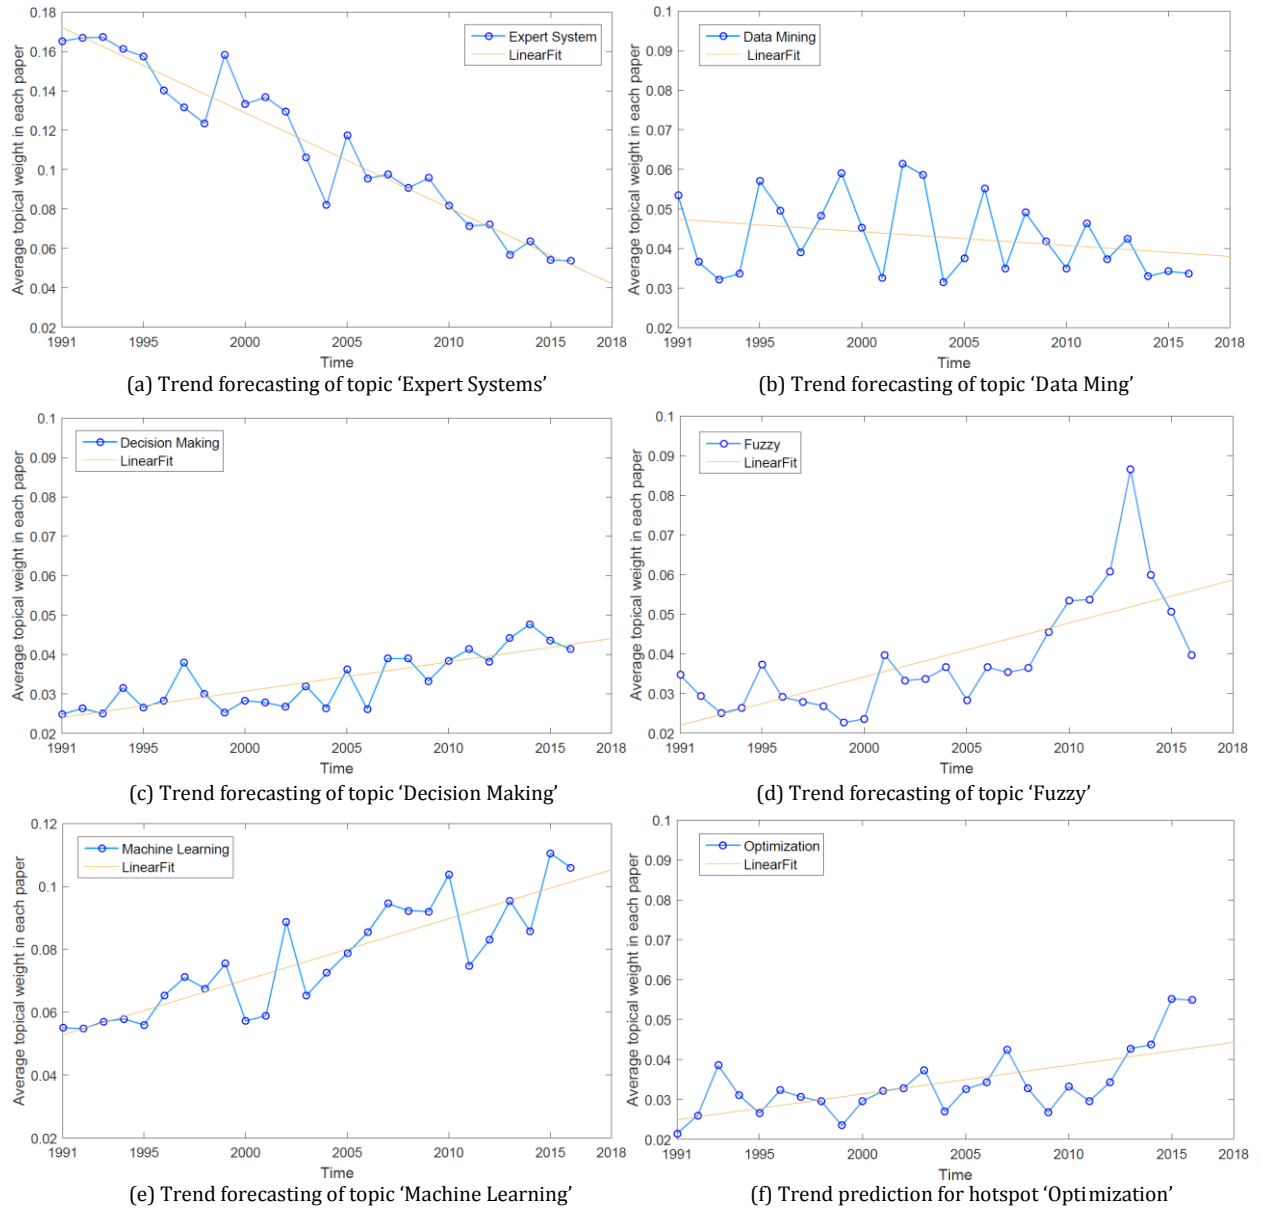 0.18
0.16
0.14
0.12
0.1
0.08
0.06
0.04
0.02
Average topical weight in each paper
Expert System
LinearFit
1991 1995 2000 2005 2010 2015 2018
Time
(a) Trend forecasting of topic ‘Expert Systems’
0.1
0.09
0.08
0.07
0.06
0.05
0.04
0.03
0.02
Average topical weight in each paper
Data Mining
LinearFit
1991 1995 2000 2005 2010 2015 2018
Time
(b) Trend forecasting of topic ‘Data Ming’
0.1
0.09
0.08
0.07
0.06
0.05
0.04
0.03
0.02
Average topical weight in each paper
Decision Making
LinearFit
1991 1995 2000 2005 2010 2015 2018
Time
(c) Trend forecasting of topic ‘Decision Making’
0.1
0.09
0.08
0.07
0.06
0.05
0.04
0.03
0.02
Average topical weight in each paper
Fuzzy
LinearFit
1991 1995 2000 2005 2010 2015 2018
Time
(d) Trend forecasting of topic ‘Fuzzy’
0.12
0.1
0.08
0.06
0.04
0.02
Average topical weight in each paper
Machine Learning
LinearFit
1991 1995 2000 2005 2010 2015 2018
Time
(e) Trend forecasting of topic ‘Machine Learning’
0.1
0.09
0.08
0.07
0.06
0.05
0.04
0.03
0.02
Average topical weight in each paper
Optimization
LinearFit
1991 1995 2000 2005 2010 2015 2018
Time
(f) Trend prediction for hotspot ‘Optimization’